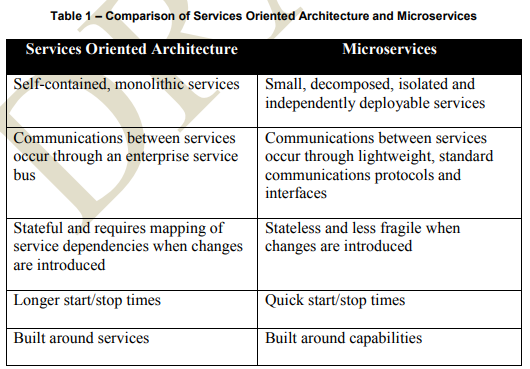 Table 1 – Comparison of Services Oriented Architecture and Microservices
Services Oriented Architecture
Microservices
Self-contained, monolithic services
Small, decomposed, isolated and
independently deployable services
Communications between services
occur through an enterprise service
bus
Communications between services
occur through lightweight, standard
communications protocols and
interfaces
Stateful and requires mapping of
service dependencies when changes
are introduced
Stateless and less fragile when
changes are introduced
Longer start/stop times
Quick start/stop times
Built around services
Built around capabilities